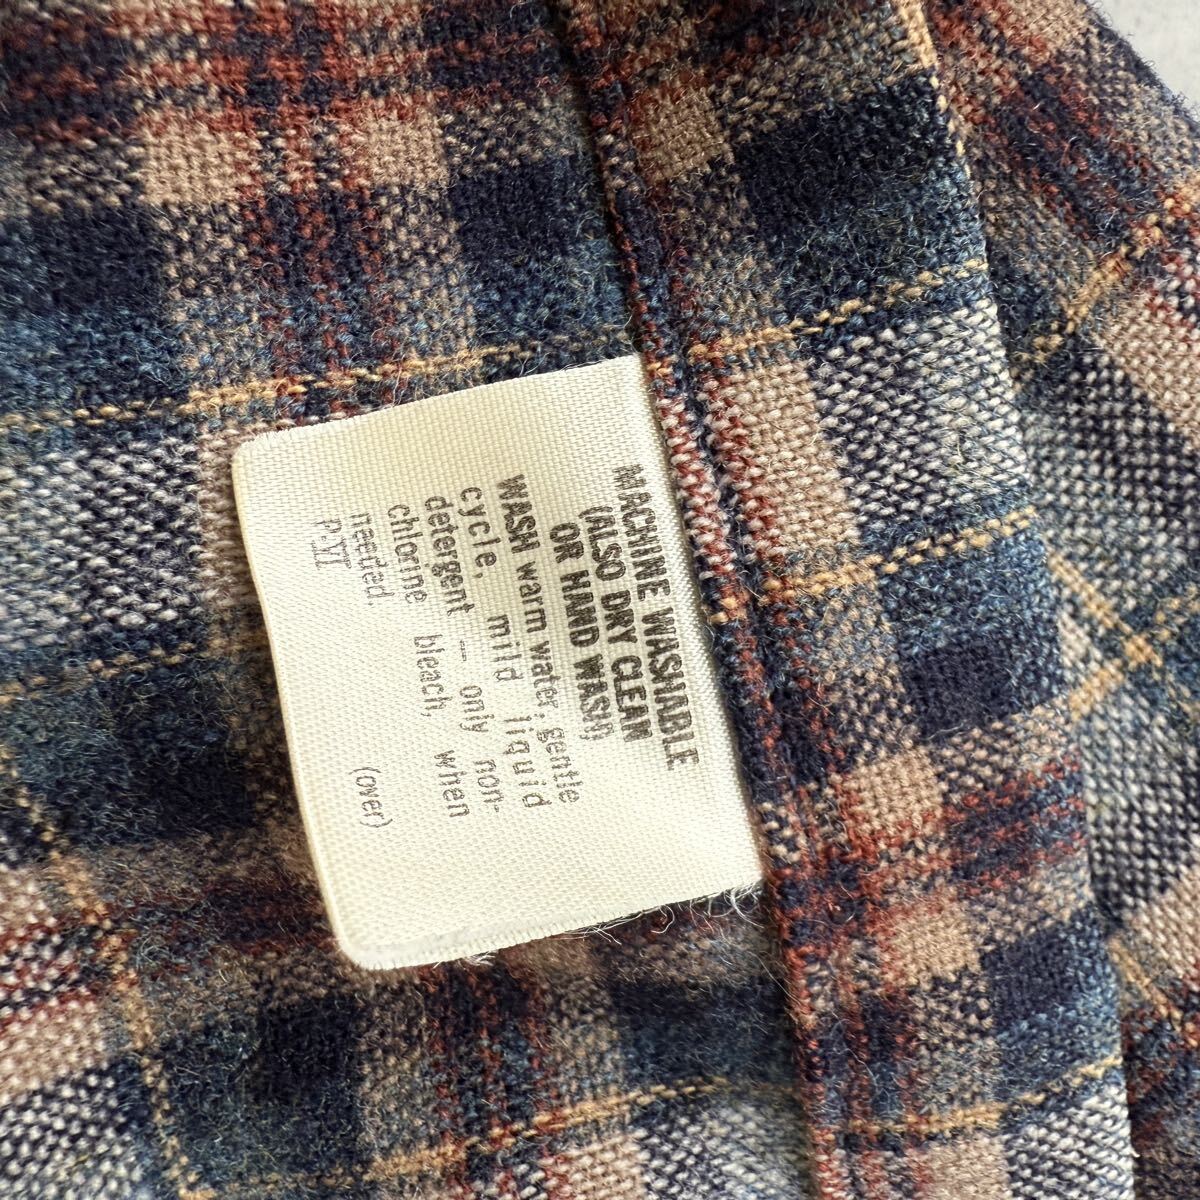 MACHINE WASHABLE
(ALSO DRY CLEAN
OR HAND WASH)
WASH warm water, gentle
cycle, mild liquid
detergent — only non-
chlorine bleach, when
needed.
P-VI
(over)